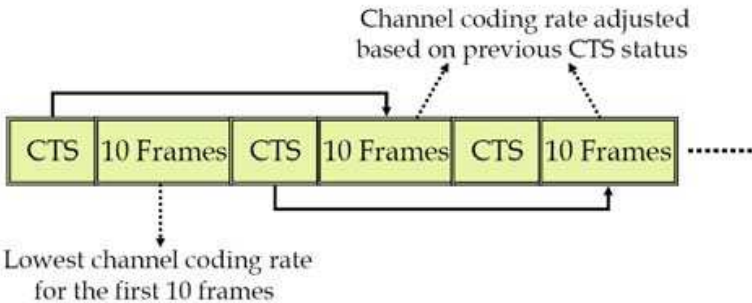 Channel coding rate adjusted
based on previous CTS status
CTS 10 Frames CTS 10 Frames CTS 10 Frames
Lowest channel coding rate
for the first 10 frames